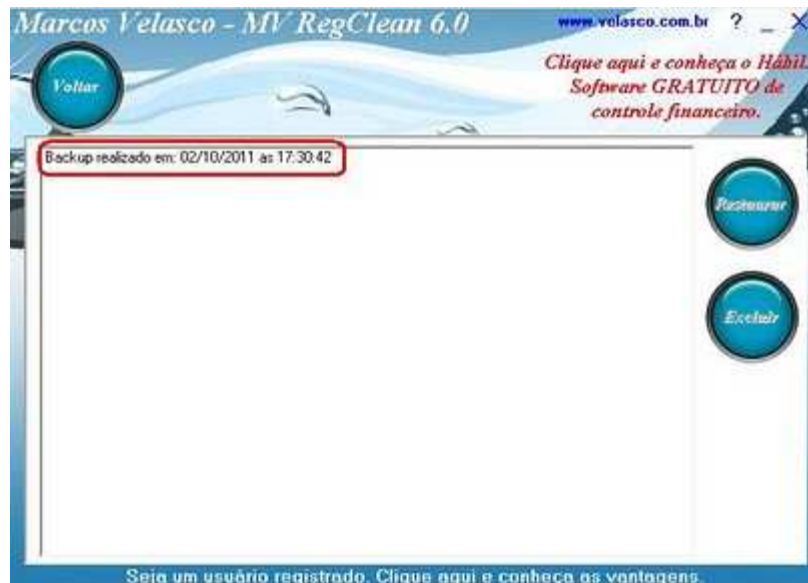 Marcos Velasco - MV RegClean 6.0
www.velasco.com.br ? _ X
Clique aqui e conheça o Hábil.
Software GRATUITO de
controle financeiro.
Voltar
Backup realizado em: 02/10/2011 as 17:30:42
Restaurar
Excluir
Seja um usuário registrado. Clique aqui e conheça as vantagens.